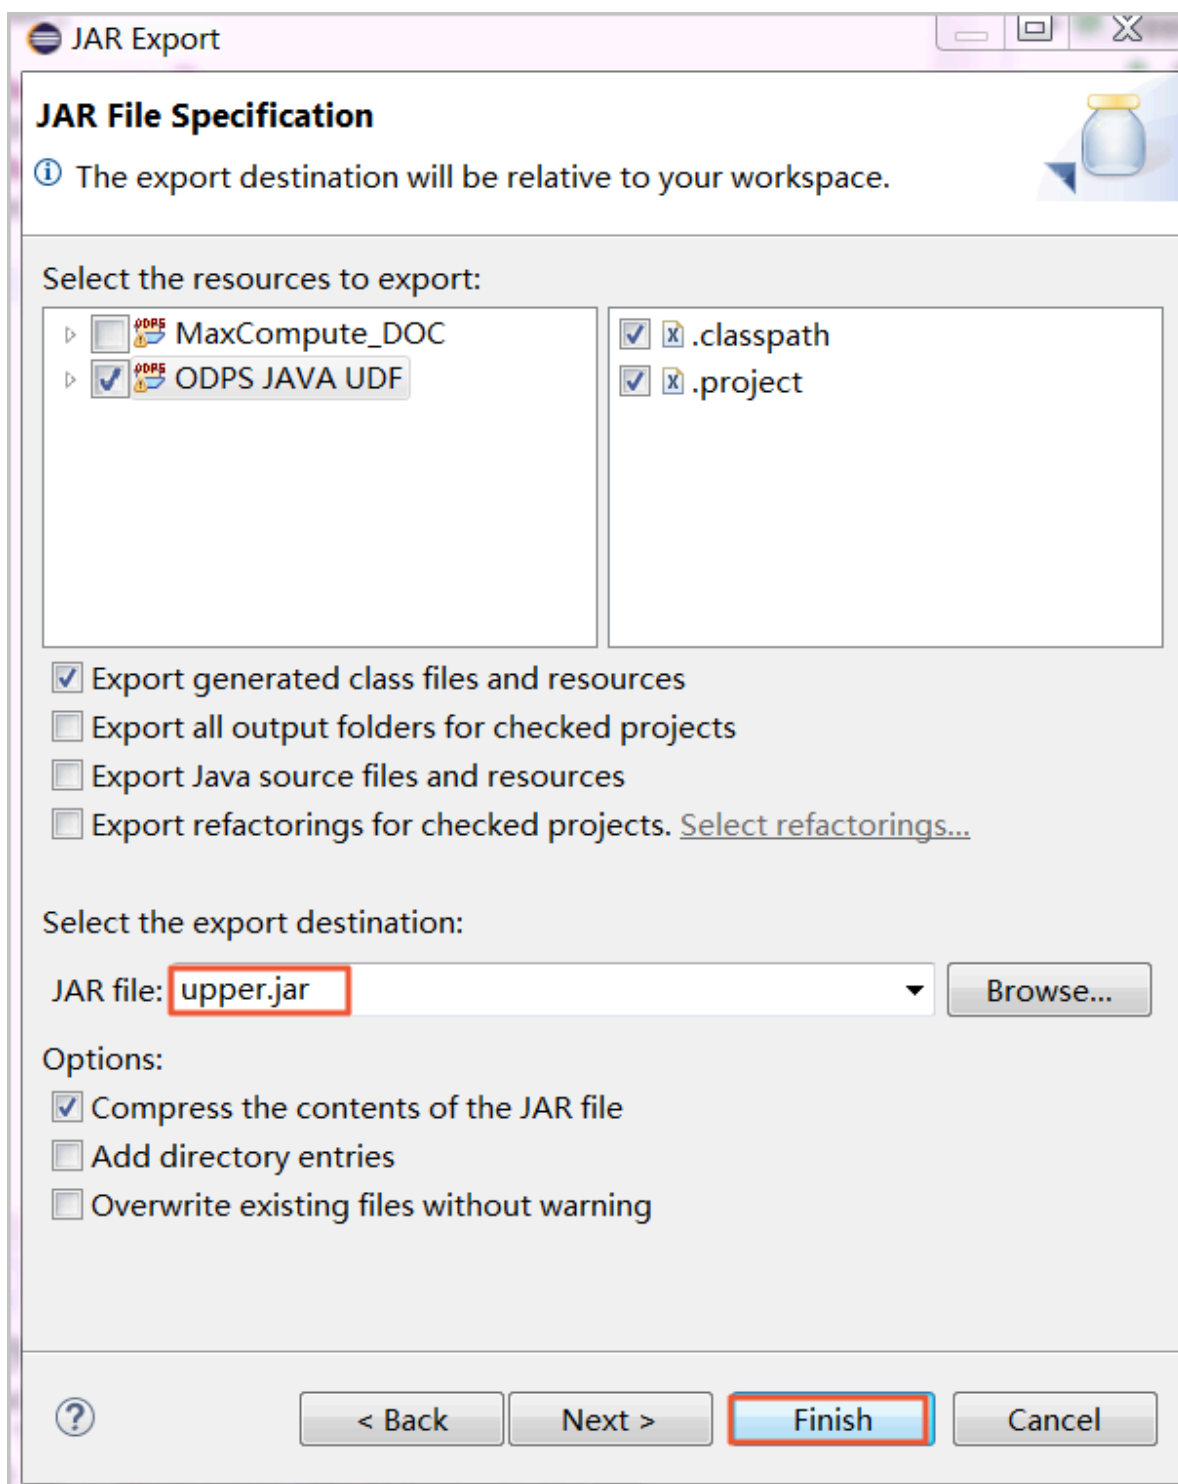 JAR Export
JAR File Specification
The export destination will be relative to your workspace.
Select the resources to export:
MaxCompute_DOC
ODPS JAVA UDF
.classpath
.project
Export generated class files and resources
Export all output folders for checked projects
Export Java source files and resources
Export refactorings for checked projects. Select refactorings...
Select the export destination:
JAR file: upper.jar Browse...
Options:
Compress the contents of the JAR file
Add directory entries
Overwrite existing files without warning
< Back Next > Finish Cancel